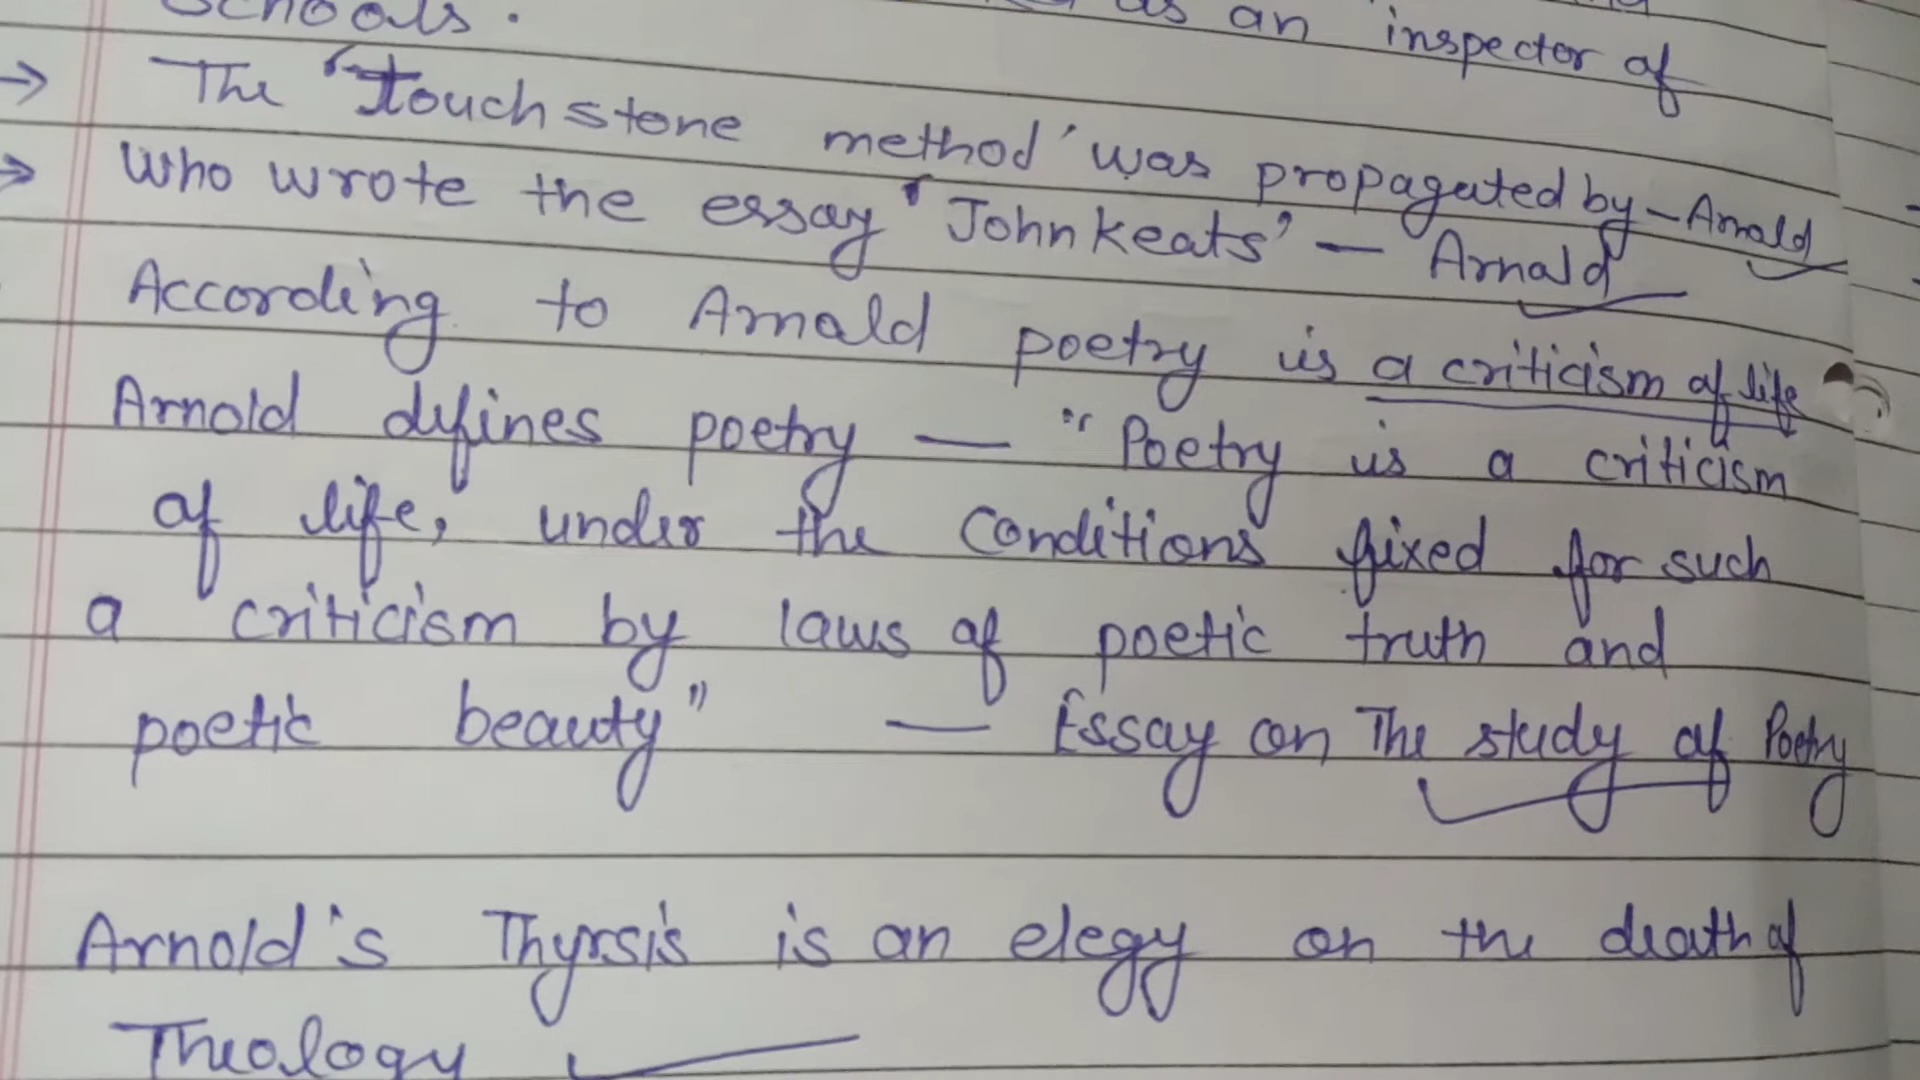 as an inspector of
Schools.
→ The 'Touchstone method' was propagated by - Arnold
→ Who wrote the essay 'John keats' — Arnald
According to Arnald poetry is a criticism of life
Arnold defines poetry — "Poetry is a criticism
of life, under the Conditions fixed for such
a criticism by laws of poetic truth and
poetic beauty" — Essay on The study of Poetry
Arnold's Thyrsis is an elegy on the death of
Theology